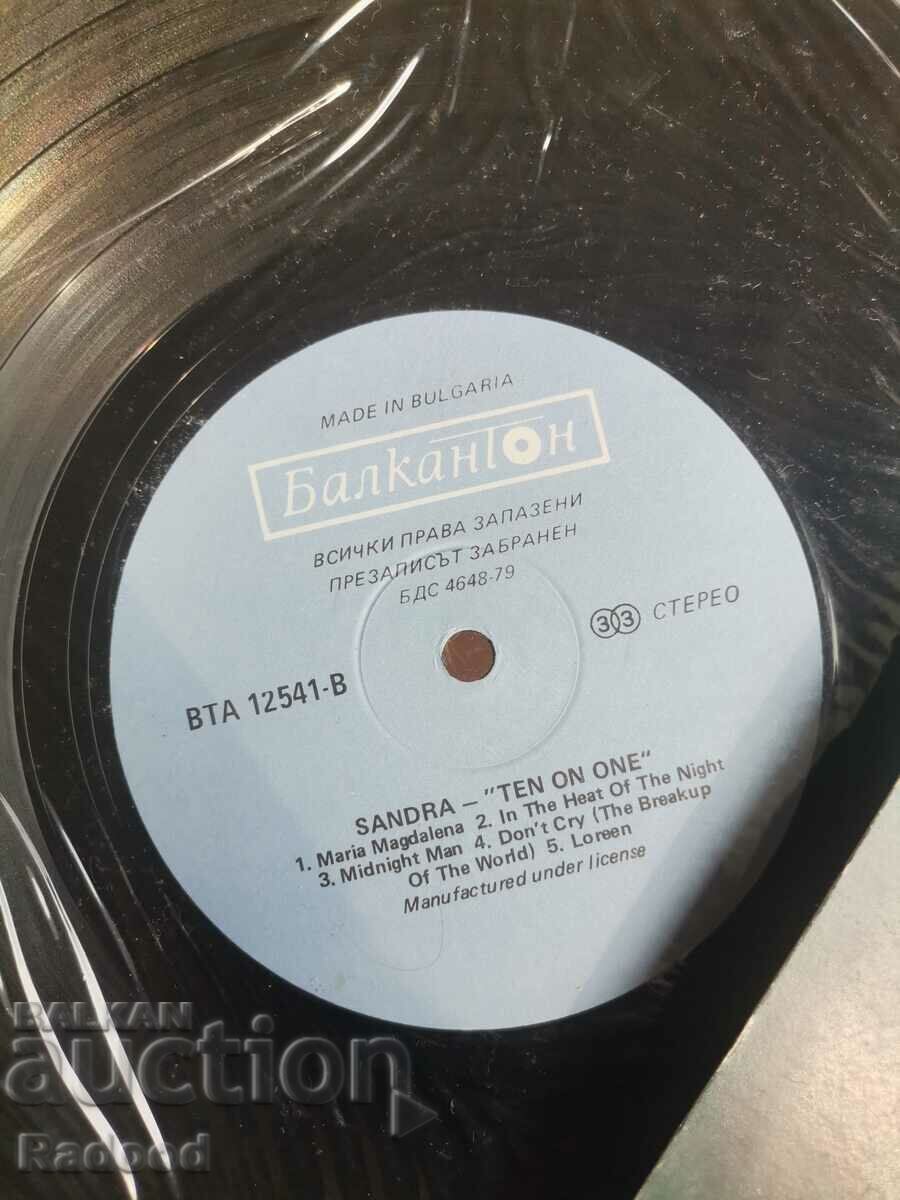 MADE IN BULGARIA
Балкантон
ВСИЧКИ ПРАВА ЗАПАЗЕНИ
ПРЕЗАПИСЪТ ЗАБРАНЕН
БДС 4648-79
33 СТЕРЕО
ВТА 12541-В
SANDRA – "TEN ON ONE"
1. Maria Magdalena 2. In The Heat Of The Night
3. Midnight Man 4. Don't Cry (The Breakup
Of The World) 5. Loreen
Manufactured under license
BALKAN
auction
Radood